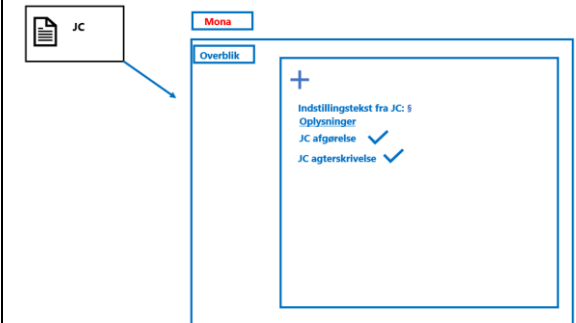 JC
Mona
Overblik
Indstillingstekst fra JC: §
Oplysninger
JC afgørelse
JC agterskrivelse